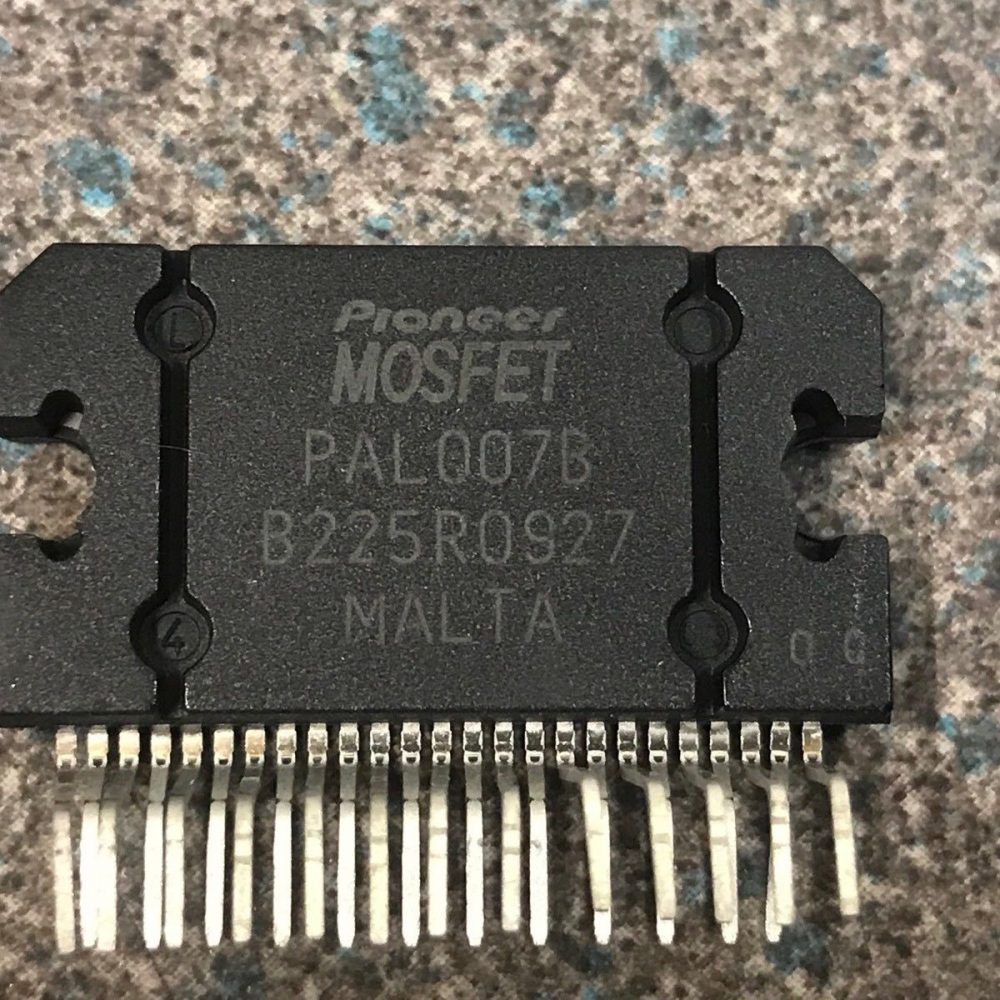 Pioneer
MOSFET
PAL007B
B225R0927
MALTA
L
4
Q G